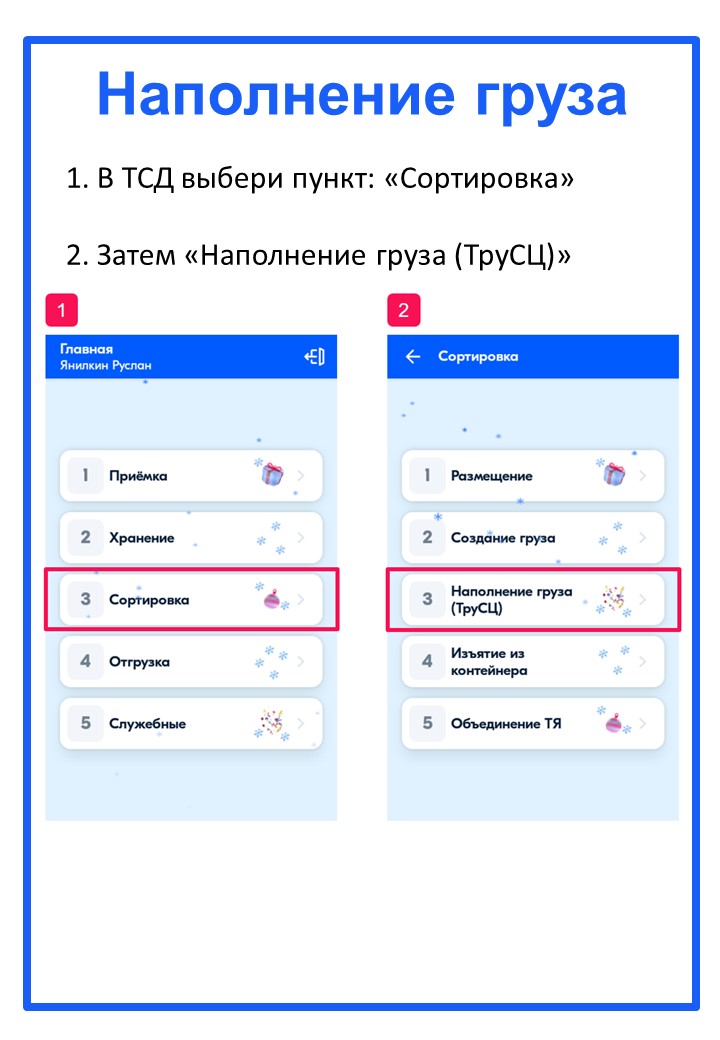 Наполнение груза
1. В ТСД выбери пункт: «Сортировка»
2. Затем «Наполнение груза (ТруСЦ)»
1
Главная
Янилкин Руслан
1 Приёмка
2 Хранение
3 Сортировка
4 Отгрузка
5 Служебные
2
Сортировка
1 Размещение
2 Создание груза
3 Наполнение груза
(ТруСЦ)
4 Изъятие из
контейнера
5 Объединение ТЯ